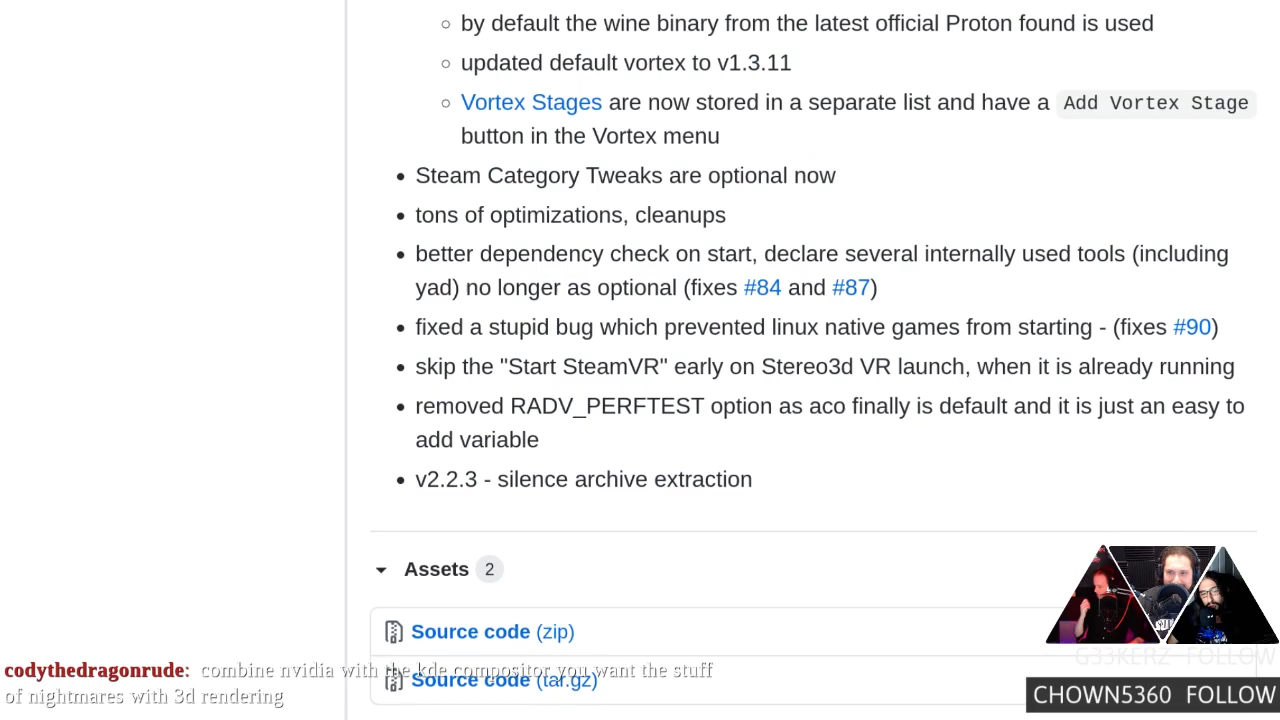 by default the wine binary from the latest official Proton found is used
updated default vortex to v1.3.11
Vortex Stages are now stored in a separate list and have a Add Vortex Stage
button in the Vortex menu
Steam Category Tweaks are optional now
tons of optimizations, cleanups
better dependency check on start, declare several internally used tools (including
yad) no longer as optional (fixes #84 and #87)
fixed a stupid bug which prevented linux native games from starting - (fixes #90)
skip the "Start SteamVR" early on Stereo3d VR launch, when it is already running
removed RADV_PERFTEST option as aco finally is default and it is just an easy to
add variable
v2.2.3 - silence archive extraction
Assets 2
Source code (zip)
G33KERZ FOLLOW
codythedragonrude: combine nvidia with the kde compositor you want the stuff
Source code (tar.gz)
of nightmares with 3d rendering
CHOWN5360 FOLLOW